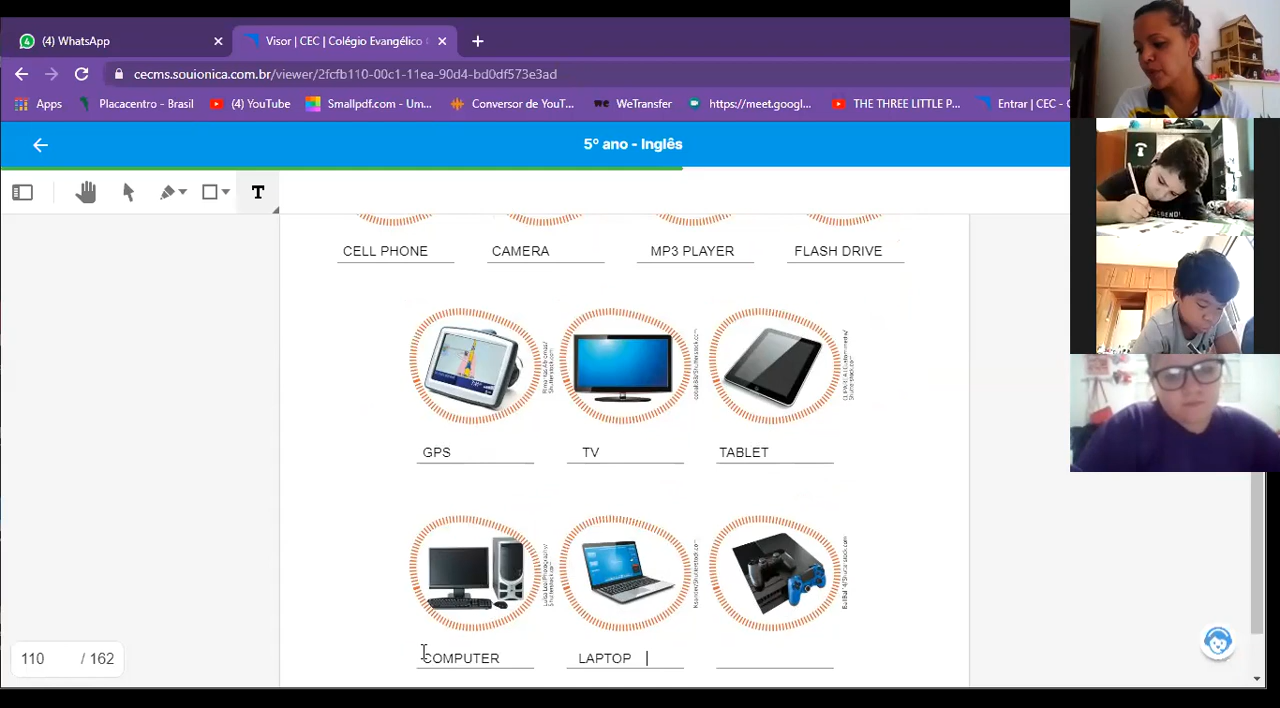 (4) WhatsApp
Visor | CEC | Colégio Evangélico
cecms.souionica.com.br/viewer/2fcfb110-00c1-11ea-90d4-bd0df573e3ad
Apps Placacentro - Brasil (4) YouTube Smallpdf.com - Um... Conversor de YouT... WeTransfer https://meet.googl... THE THREE LITTLE P... Entrar | CEC - C
5º ano - Inglês
T
CELL PHONE CAMERA MP3 PLAYER FLASH DRIVE
GPS TV TABLET
COMPUTER LAPTOP
110 / 162